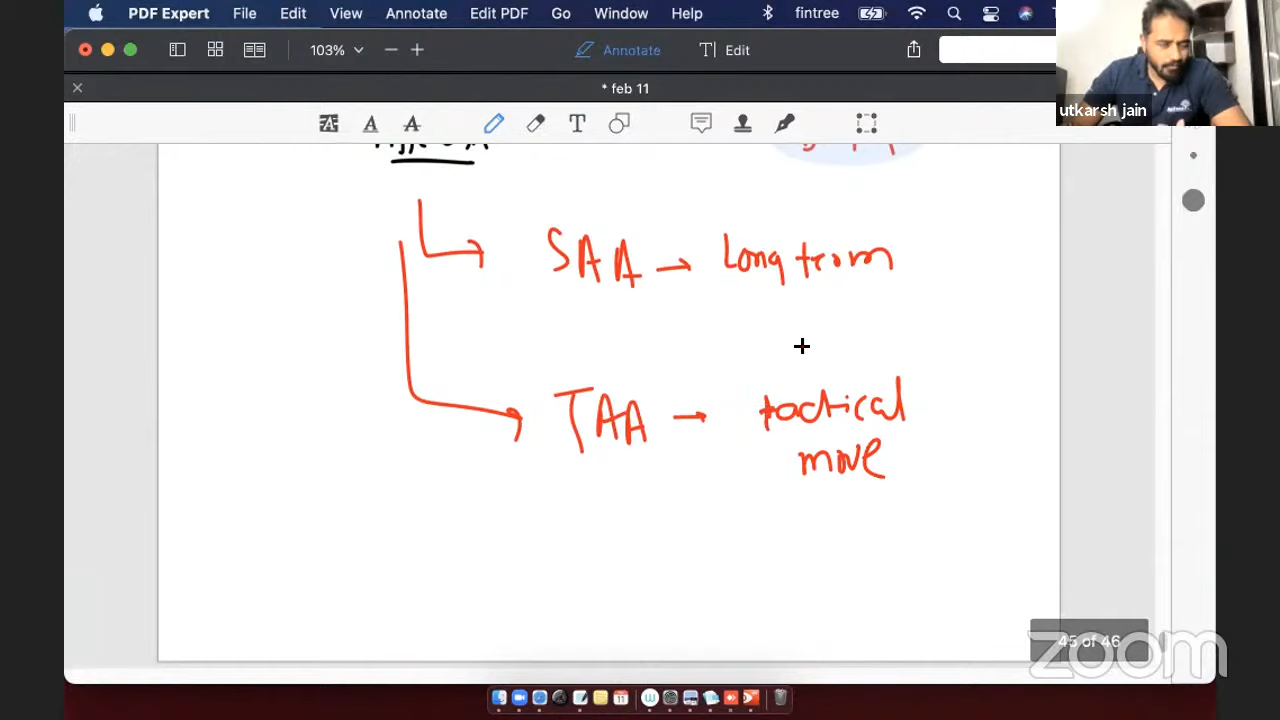 PDF Expert File Edit View Annotate Edit PDF Go Window Help fintree
103% Annotate Edit
utkarsh jain
* feb 11
SAA → Long term
TAA → tactical
move
45 of 46
zoom